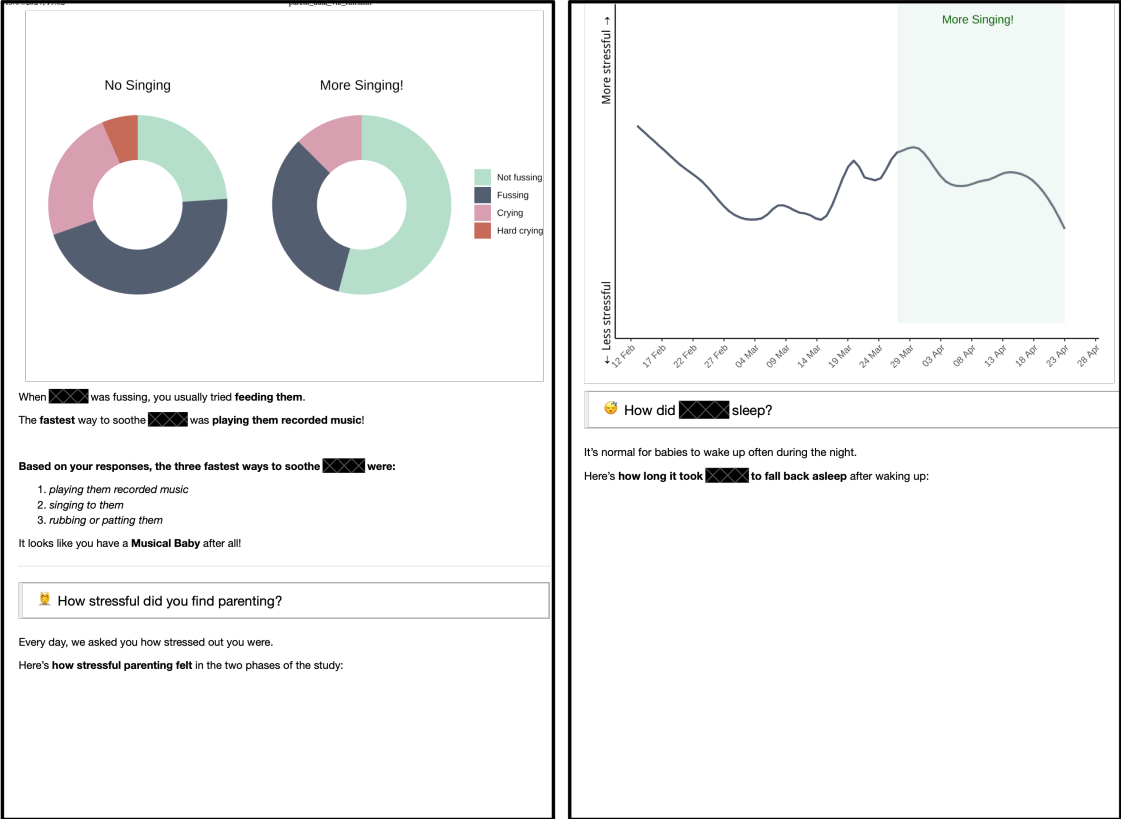 No Singing
More Singing!
Not fussing
Fussing
Crying
Hard crying
When was fussing, you usually tried feeding them.
The fastest way to soothe was playing them recorded music!
Based on your responses, the three fastest ways to soothe were:
1. playing them recorded music
2. singing to them
3. rubbing or patting them
It looks like you have a Musical Baby after all!
How stressful did you find parenting?
Every day, we asked you how stressed out you were.
Here's how stressful parenting felt in the two phases of the study:
More Singing!
More stressful →
← Less stressful
12 Feb
17 Feb
22 Feb
27 Feb
04 Mar
09 Mar
14 Mar
19 Mar
24 Mar
29 Mar
03 Apr
08 Apr
13 Apr
18 Apr
23 Apr
28 Apr
How did sleep?
It's normal for babies to wake up often during the night.
Here's how long it took to fall back asleep after waking up: